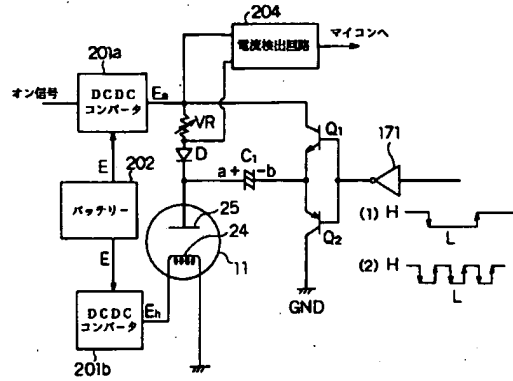 204
電流検出回路
マイコンへ
201a
オン信号
DCDC
コンバータ
Ea
VR
D
a+
C1
-b
Q1
Q2
171
(1) H
L
(2) H
L
E
202
バッテリー
E
25
24
11
GND
DCDC
コンバータ
Eh
201b